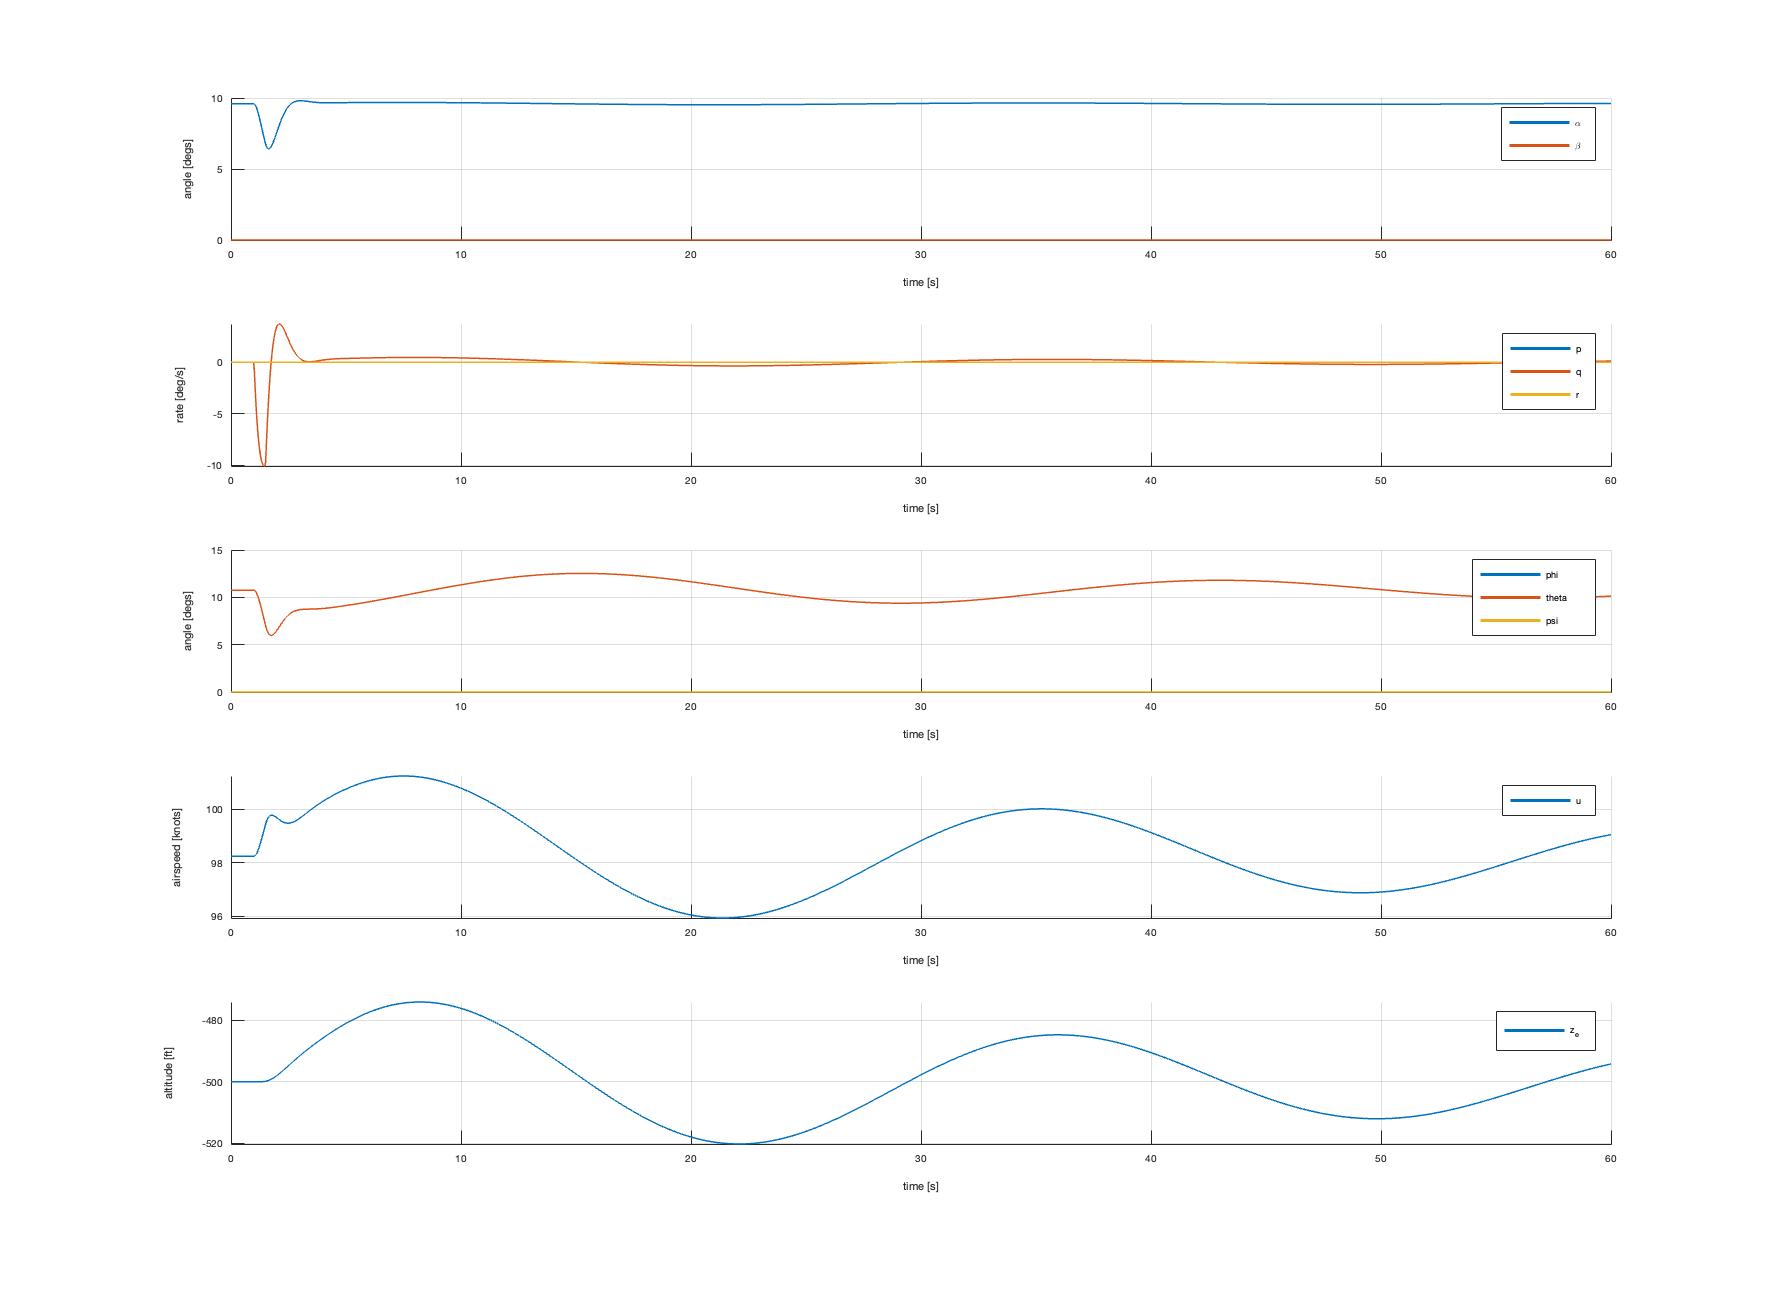 10
5
0
angle [degs]
α
β
0 10 20 30 40 50 60
time [s]
0
-5
-10
rate [deg/s]
p
q
r
0 10 20 30 40 50 60
time [s]
15
10
5
0
angle [degs]
phi
theta
psi
0 10 20 30 40 50 60
time [s]
100
98
96
airspeed [knots]
u
0 10 20 30 40 50 60
time [s]
-480
-500
-520
altitude [ft]
z_e
0 10 20 30 40 50 60
time [s]